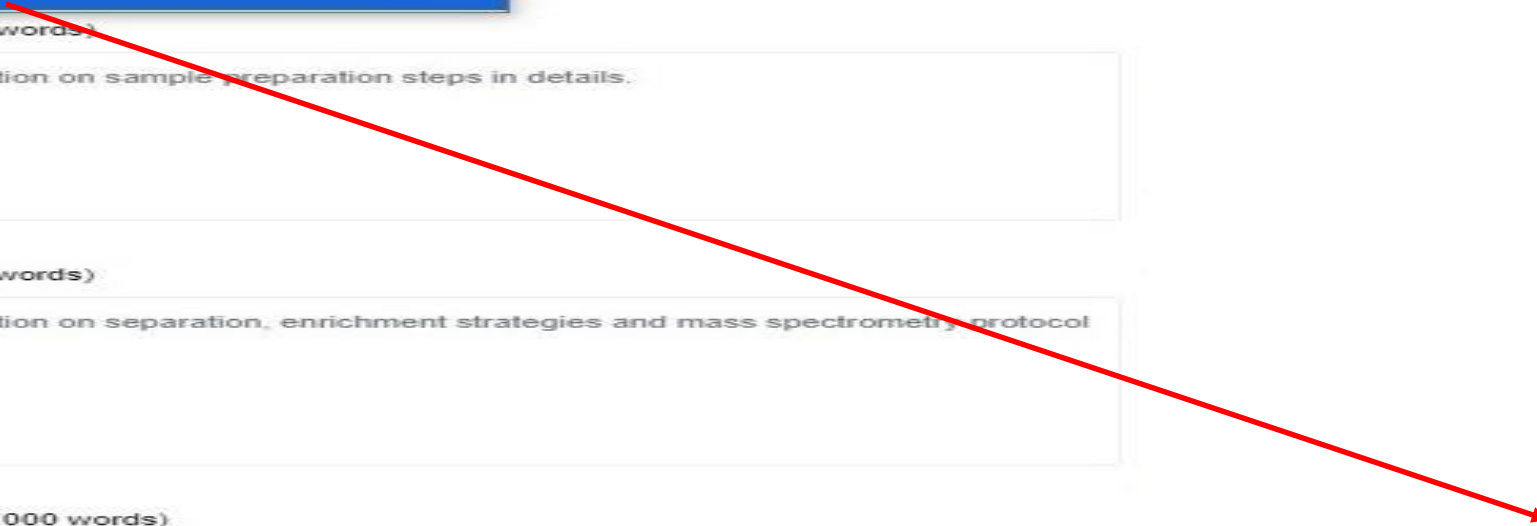 words)
tion on sample preparation steps in details.
words)
tion on separation, enrichment strategies and mass spectrometry protocol
000 words)